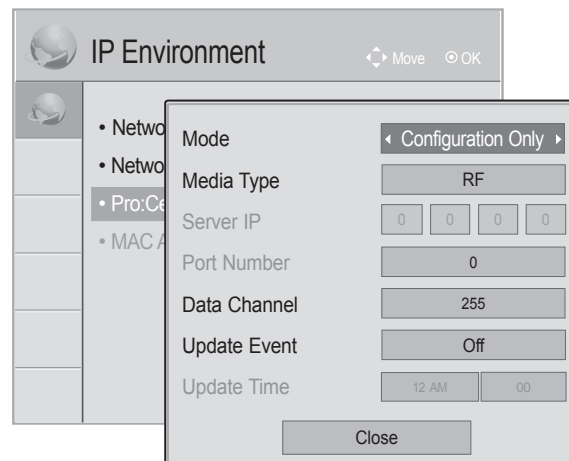 IP Environment
Move OK
• Netwo
• Netwo
• Pro:Ce
• MAC A
Mode Configuration Only
Media Type RF
Server IP 0 0 0 0
Port Number 0
Data Channel 255
Update Event Off
Update Time 12 AM 00
Close